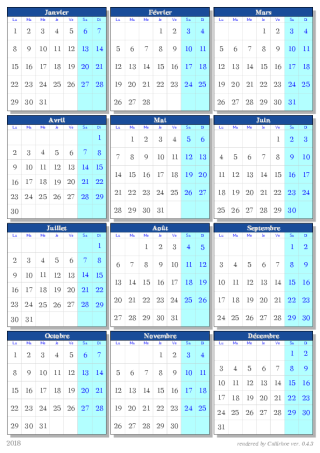 Janvier
Lu Ma Me Je Ve Sa Di
1 2 3 4 5 6 7
8 9 10 11 12 13 14
15 16 17 18 19 20 21
22 23 24 25 26 27 28
29 30 31
Février
Lu Ma Me Je Ve Sa Di
1 2 3 4
5 6 7 8 9 10 11
12 13 14 15 16 17 18
19 20 21 22 23 24 25
26 27 28
Mars
Lu Ma Me Je Ve Sa Di
1 2 3 4
5 6 7 8 9 10 11
12 13 14 15 16 17 18
19 20 21 22 23 24 25
26 27 28 29 30 31
Avril
Lu Ma Me Je Ve Sa Di
1
2 3 4 5 6 7 8
9 10 11 12 13 14 15
16 17 18 19 20 21 22
23 24 25 26 27 28 29
30
Mai
Lu Ma Me Je Ve Sa Di
1 2 3 4 5 6
7 8 9 10 11 12 13
14 15 16 17 18 19 20
21 22 23 24 25 26 27
28 29 30 31
Juin
Lu Ma Me Je Ve Sa Di
1 2 3
4 5 6 7 8 9 10
11 12 13 14 15 16 17
18 19 20 21 22 23 24
25 26 27 28 29 30
Juillet
Lu Ma Me Je Ve Sa Di
1
2 3 4 5 6 7 8
9 10 11 12 13 14 15
16 17 18 19 20 21 22
23 24 25 26 27 28 29
30 31
Août
Lu Ma Me Je Ve Sa Di
1 2 3 4 5
6 7 8 9 10 11 12
13 14 15 16 17 18 19
20 21 22 23 24 25 26
27 28 29 30 31
Septembre
Lu Ma Me Je Ve Sa Di
1 2
3 4 5 6 7 8 9
10 11 12 13 14 15 16
17 18 19 20 21 22 23
24 25 26 27 28 29 30
Octobre
Lu Ma Me Je Ve Sa Di
1 2 3 4 5 6 7
8 9 10 11 12 13 14
15 16 17 18 19 20 21
22 23 24 25 26 27 28
29 30 31
Novembre
Lu Ma Me Je Ve Sa Di
1 2 3 4
5 6 7 8 9 10 11
12 13 14 15 16 17 18
19 20 21 22 23 24 25
26 27 28 29 30
Décembre
Lu Ma Me Je Ve Sa Di
1 2
3 4 5 6 7 8 9
10 11 12 13 14 15 16
17 18 19 20 21 22 23
24 25 26 27 28 29 30
31
2018
rendered by Calibrine ver. 0.4.3